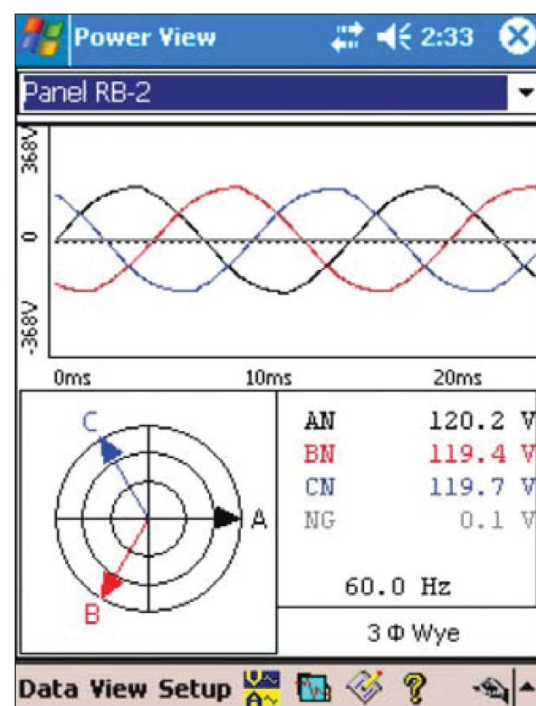 Power View 2:33
Panel RB-2
368V
0
-368V
0ms 10ms 20ms
C
A
B
AN 120.2 V
BN 119.4 V
CN 119.7 V
NG 0.1 V
60.0 Hz
3 Φ Wye
Data View Setup V A ?